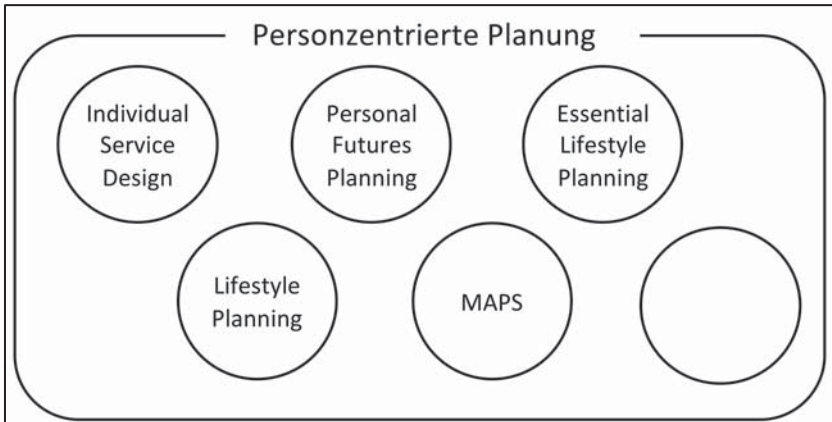 Personzentrierte Planung
Individual
Service
Design
Personal
Futures
Planning
Essential
Lifestyle
Planning
Lifestyle
Planning
MAPS